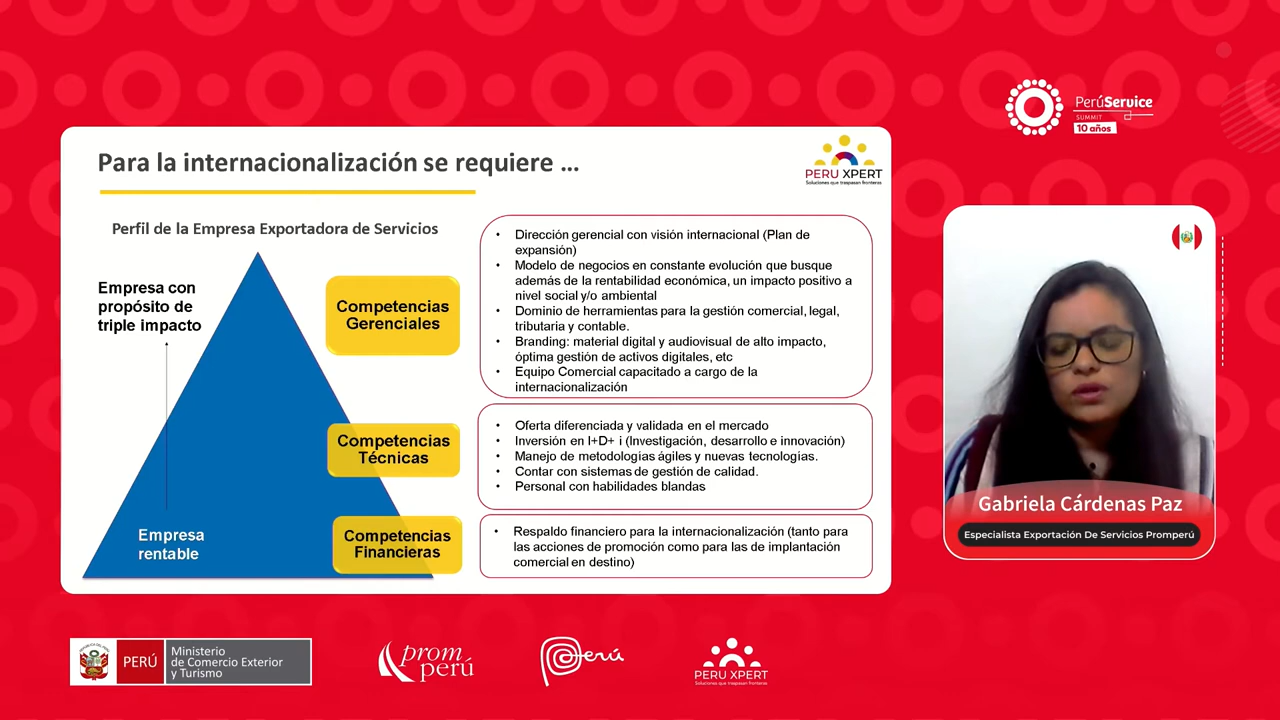 PerúService
SUMMIT
10 años
Para la internacionalización se requiere ...
PERU XPERT
Soluciones que traspasan fronteras
Perfil de la Empresa Exportadora de Servicios
Empresa con
propósito de
triple impacto
Empresa
rentable
Competencias
Gerenciales
• Dirección gerencial con visión internacional (Plan de
expansión)
• Modelo de negocios en constante evolución que busque
además de la rentabilidad económica, un impacto positivo a
nivel social y/o ambiental
• Dominio de herramientas para la gestión comercial, legal,
tributaria y contable.
• Branding: material digital y audiovisual de alto impacto,
óptima gestión de activos digitales, etc
• Equipo Comercial capacitado a cargo de la
internacionalización
Competencias
Técnicas
• Oferta diferenciada y validada en el mercado
• Inversión en I+D+ i (Investigación, desarrollo e innovación)
• Manejo de metodologías ágiles y nuevas tecnologías.
• Contar con sistemas de gestión de calidad.
• Personal con habilidades blandas
Competencias
Financieras
• Respaldo financiero para la internacionalización (tanto para
las acciones de promoción como para las de implantación
comercial en destino)
Gabriela Cárdenas Paz
Especialista Exportación De Servicios Promperú
PERÚ
Ministerio
de Comercio Exterior
y Turismo
prom
perú
Perú
PERU XPERT
Soluciones que traspasan fronteras